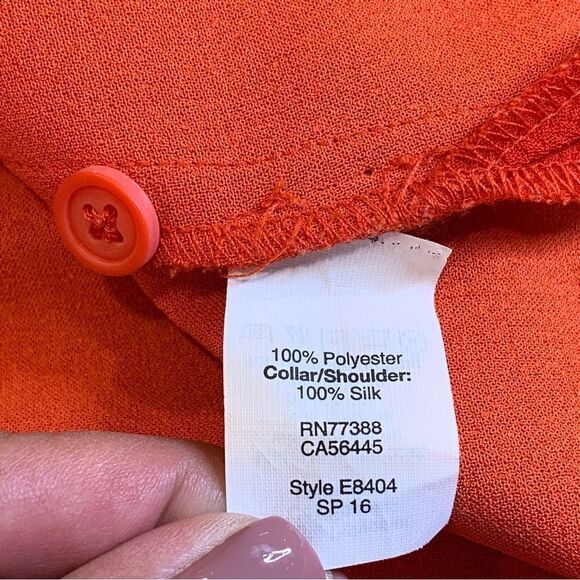 100% Polyester
Collar/Shoulder:
100% Silk
RN77388
CA56445
Style E8404
SP 16